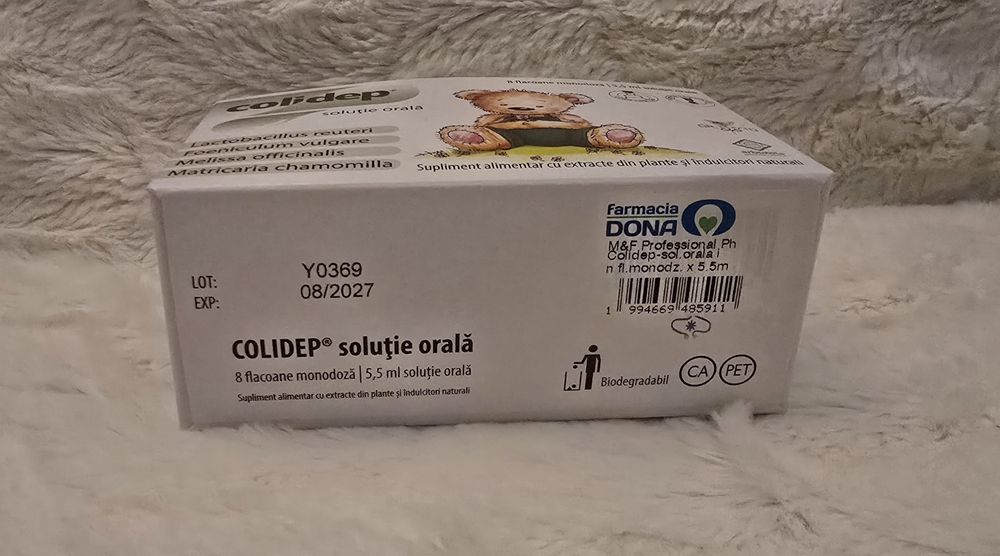 8 flacoane monodoză | 5,5 ml soluție orală
colidep®
soluție orală
Lactobacillus reuteri
Foeniculum vulgare
Melissa officinalis
Matricaria chamomilla
Supliment alimentar cu extracte din plante și îndulcitori naturali
Farmacia
DONA
M&F Professional Ph
Colidep-sol.orala i
n fl.monodz. x 5.5m
1 994669 485911
LOT: Y0369
EXP: 08/2027
COLIDEP® soluţie orală
8 flacoane monodoză | 5,5 ml soluție orală
Supliment alimentar cu extracte din plante și îndulcitori naturali
Biodegradabil
CA
PET